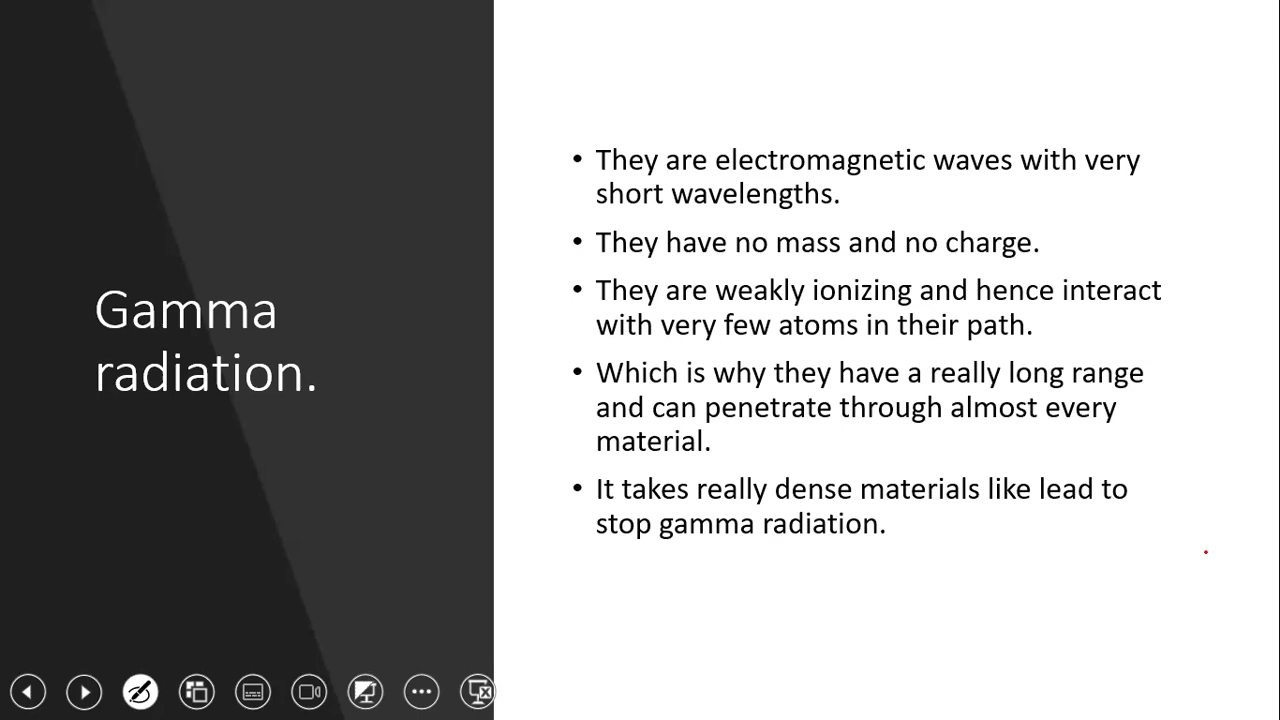 Gamma
radiation.
• They are electromagnetic waves with very
short wavelengths.
• They have no mass and no charge.
• They are weakly ionizing and hence interact
with very few atoms in their path.
• Which is why they have a really long range
and can penetrate through almost every
material.
• It takes really dense materials like lead to
stop gamma radiation.